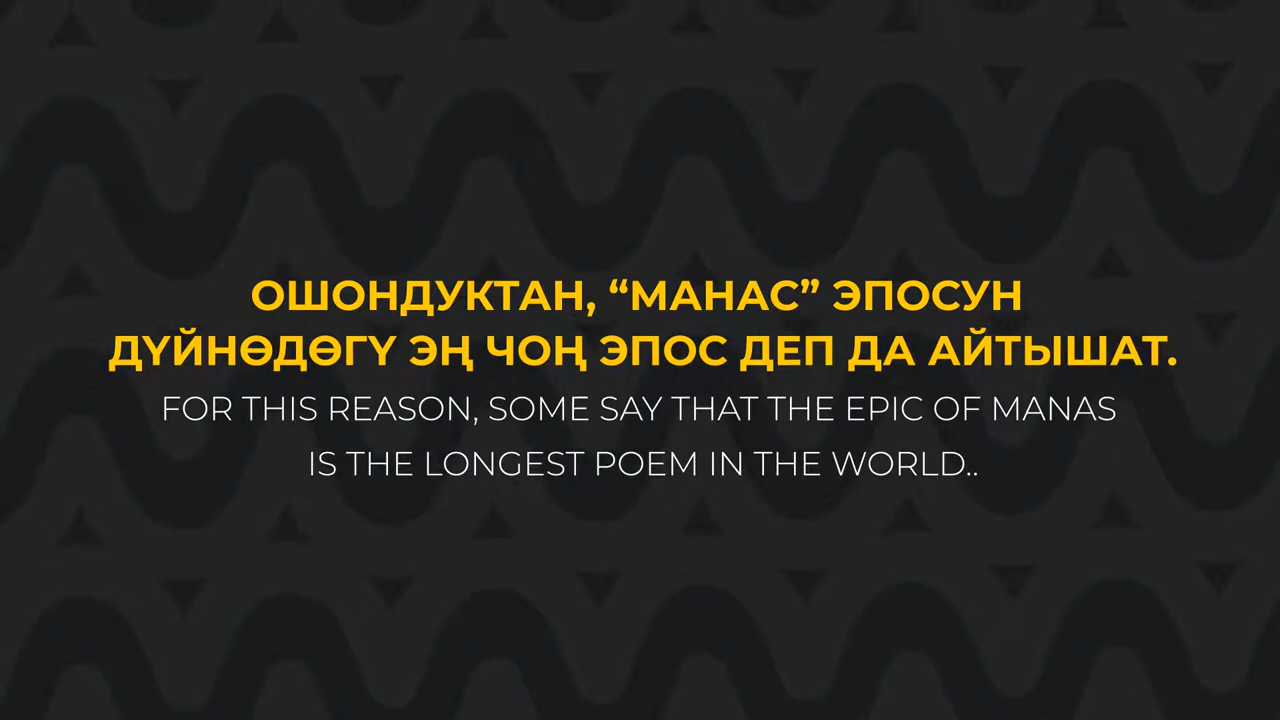 ОШОНДУКТАН, “МАНАС” ЭПОСУН
ДҮЙНӨДӨГҮ ЭҢ ЧОҢ ЭПОС ДЕП ДА АЙТЫШАТ.
FOR THIS REASON, SOME SAY THAT THE EPIC OF MANAS
IS THE LONGEST POEM IN THE WORLD..